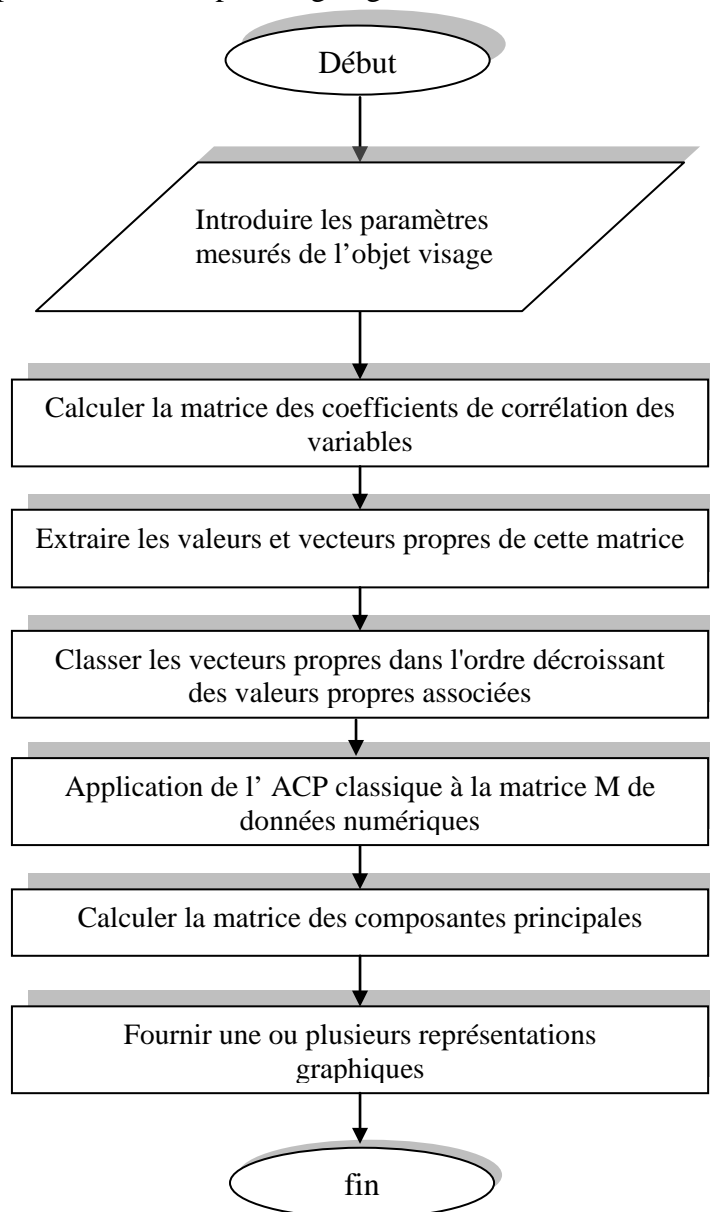 Début
Introduire les paramètres
mesurés de l’objet visage
Calculer la matrice des coefficients de corrélation des
variables
Extraire les valeurs et vecteurs propres de cette matrice
Classer les vecteurs propres dans l'ordre décroissant
des valeurs propres associées
Application de l’ ACP classique à la matrice M de
données numériques
Calculer la matrice des composantes principales
Fournir une ou plusieurs représentations
graphiques
fin